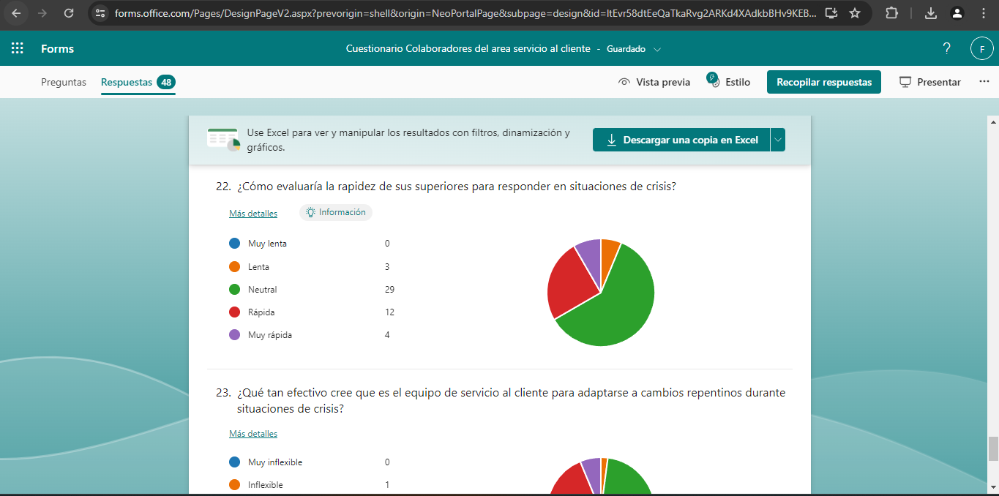 forms.office.com/Pages/DesignPageV2.aspx?prevorigin=shell&origin=NeoPortalPage&subpage=design&id=ItEvr58dtEeQaTkaRvg2ARKd4XAdkbBHv9KEB...
Forms
Cuestionario Colaboradores del area servicio al cliente - Guardado
?
F
Preguntas
Respuestas 48
Vista previa
Estilo
Recopilar respuestas
Presentar
...
Use Excel para ver y manipular los resultados con filtros, dinamización y
gráficos.
Descargar una copia en Excel
22. ¿Cómo evaluaría la rapidez de sus superiores para responder en situaciones de crisis?
Más detalles
Información
Muy lenta 0
Lenta 3
Neutral 29
Rápida 12
Muy rápida 4
23. ¿Qué tan efectivo cree que es el equipo de servicio al cliente para adaptarse a cambios repentinos durante
situaciones de crisis?
Más detalles
Muy inflexible 0
Inflexible 1